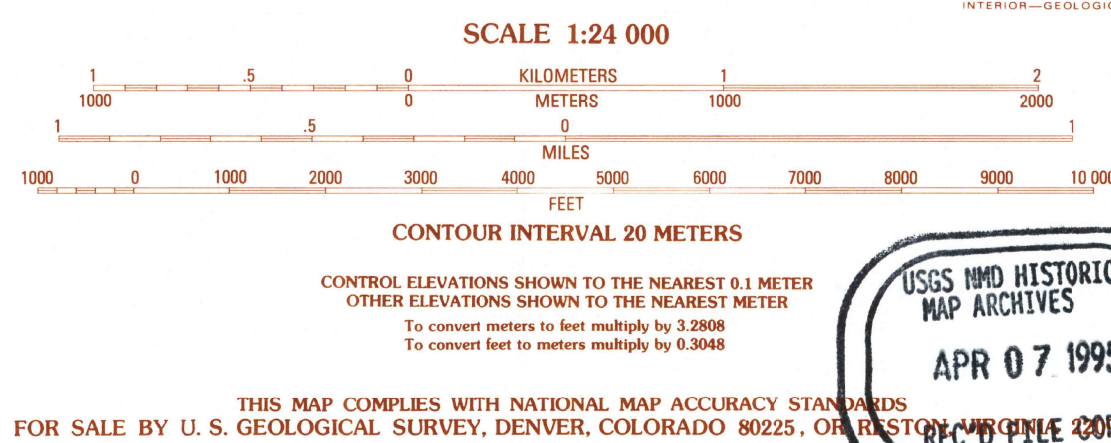 INTERIOR—GEOLOGIC
SCALE 1:24 000
1 .5 0 KILOMETERS 1 2
1000 0 METERS 1000 2000
1 .5 0 1
MILES
1000 0 1000 2000 3000 4000 5000 6000 7000 8000 9000 10 000
FEET
CONTOUR INTERVAL 20 METERS
CONTROL ELEVATIONS SHOWN TO THE NEAREST 0.1 METER
OTHER ELEVATIONS SHOWN TO THE NEAREST METER
To convert meters to feet multiply by 3.2808
To convert feet to meters multiply by 0.3048
USGS NMD HISTORIC
MAP ARCHIVES
APR 07 1995
THIS MAP COMPLIES WITH NATIONAL MAP ACCURACY STANDARDS
FOR SALE BY U. S. GEOLOGICAL SURVEY, DENVER, COLORADO 80225, OR RESTON, VIRGINIA
REC'D FILE